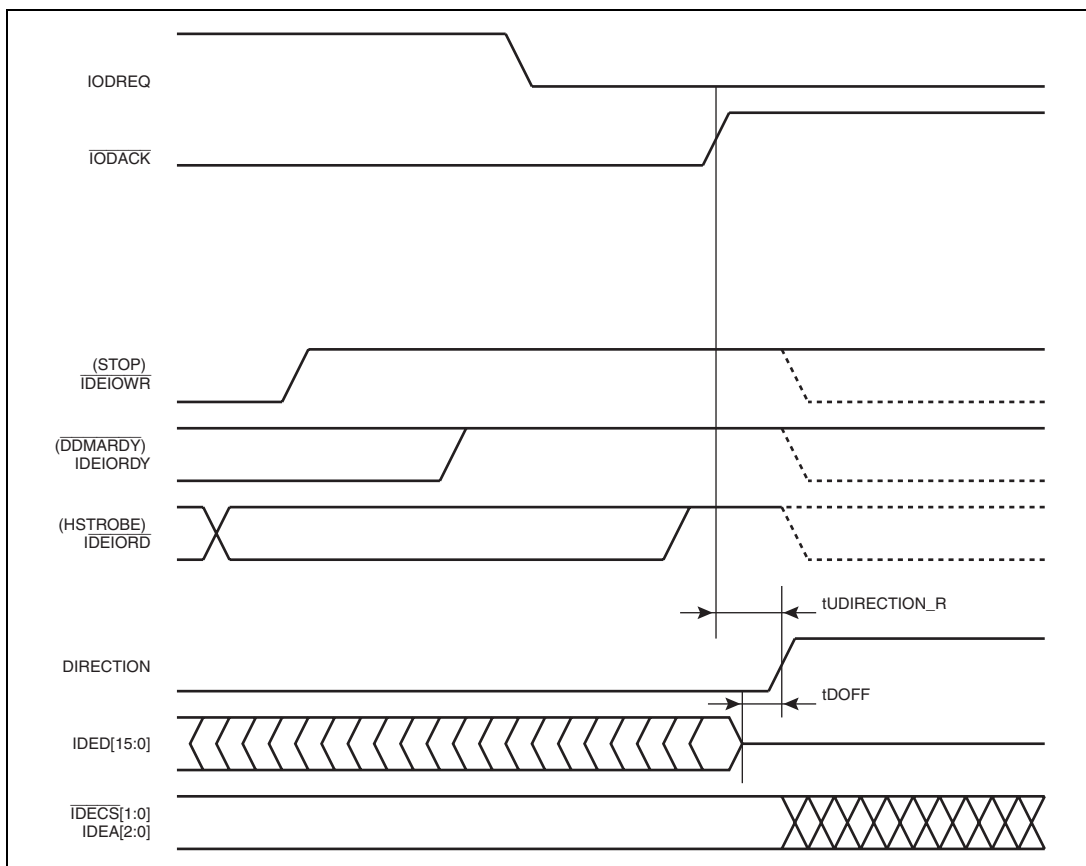 IODREQ
IODACK
(STOP)
IDEIOWR
(DDMARDY)
IDEIORDY
(HSTROBE)
IDEIORD
tUDIRECTION_R
DIRECTION
tDOFF
IDED[15:0]
IDECS[1:0]
IDEA[2:0]